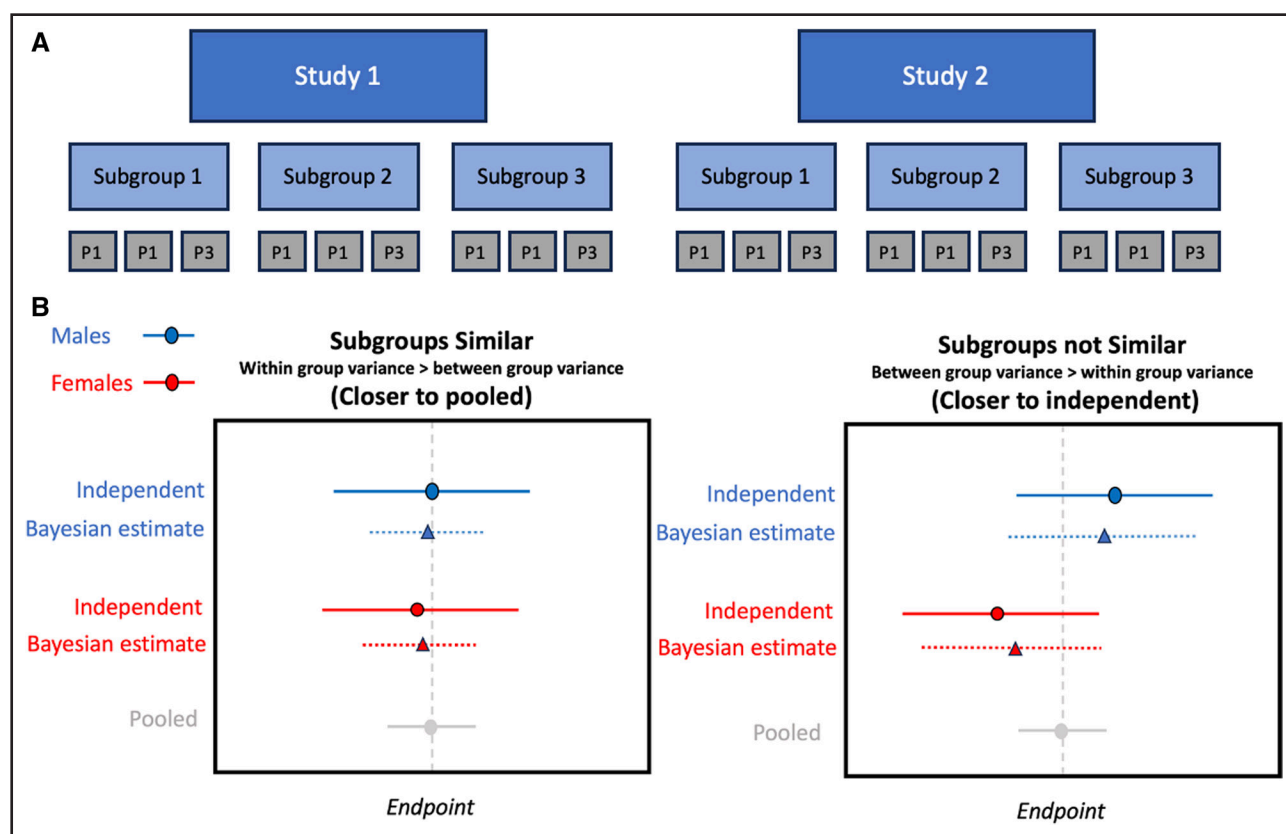 A
Study 1
Study 2
Subgroup 1
Subgroup 2
Subgroup 3
Subgroup 1
Subgroup 2
Subgroup 3
P1
P1
P3
P1
P1
P3
P1
P1
P3
P1
P1
P3
P1
P1
P3
P1
P1
P3
B
Males
Females
Subgroups Similar
Within group variance > between group variance
(Closer to pooled)
Independent
Bayesian estimate
Independent
Bayesian estimate
Pooled
Endpoint
Subgroups not Similar
Between group variance > within group variance
(Closer to independent)
Independent
Bayesian estimate
Independent
Bayesian estimate
Pooled
Endpoint